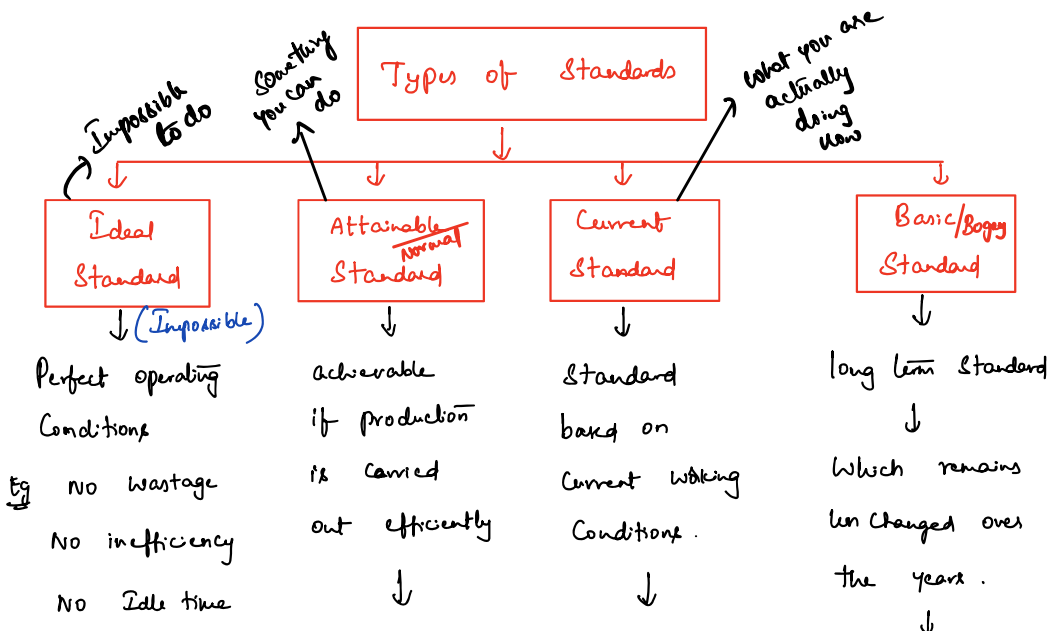 Types of Standards
Impossible
to do
Something
you can
do
what you are
actually
doing
now
Ideal
Standard
(Impossible)
Perfect operating
Conditions
Eg No Wastage
No inefficiency
No Idle time
Attainable/
Normal
Standard
achievable
if production
is carried
out efficiently
Current
Standard
Standard
based on
Current working
Conditions.
Basic/Bogey
Standard
long term Standard
Which remains
unchanged over
the years.